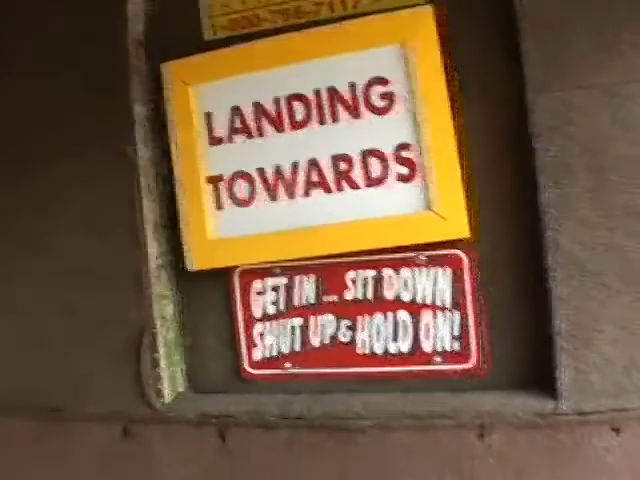 LANDING
TOWARDS
GET IN ... SIT DOWN
SHUT UP & HOLD ON!